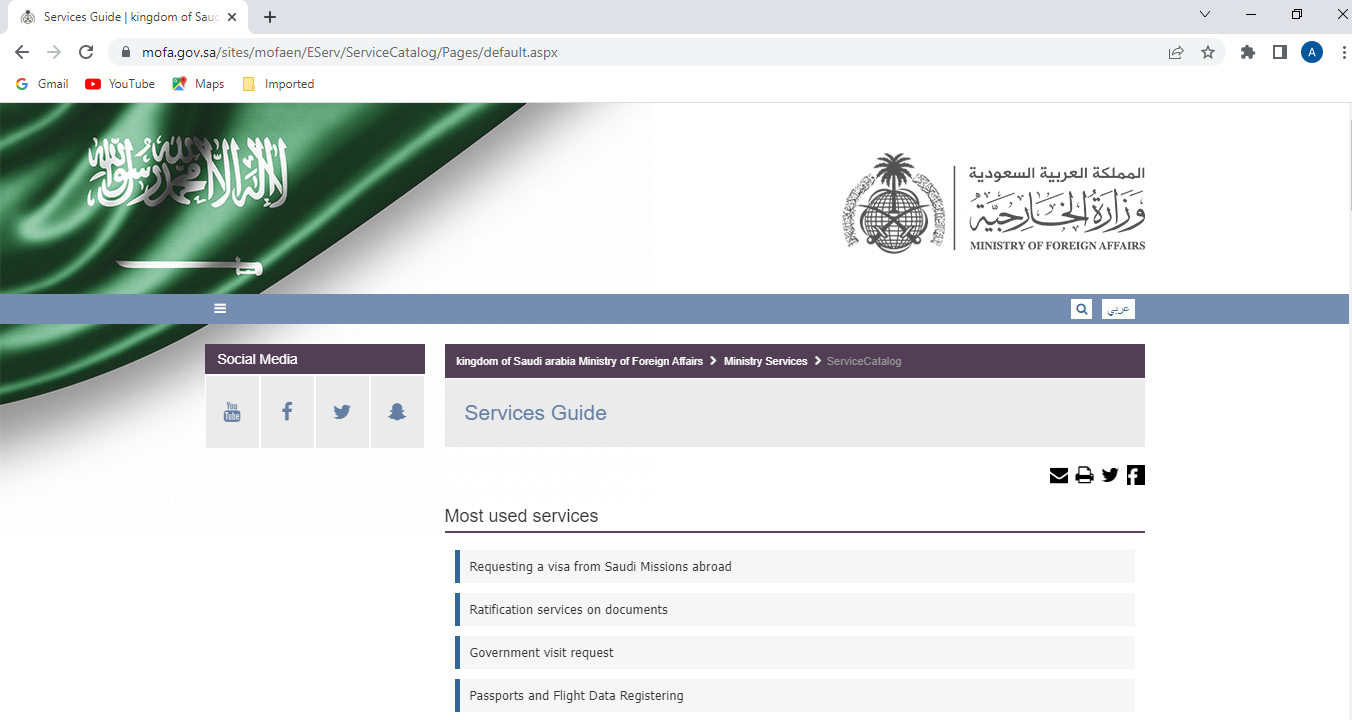 Services Guide | kingdom of Sau
mofa.gov.sa/sites/mofaen/EServ/ServiceCatalog/Pages/default.aspx
A
Gmail
YouTube
Maps
Imported
لا إله إلا الله محمد رسول الله
المملكة العربية السعودية
وزارة الخارجية
MINISTRY OF FOREIGN AFFAIRS
عربي
Social Media
You
Tube
kingdom of Saudi arabia Ministry of Foreign Affairs
Ministry Services
ServiceCatalog
Services Guide
Most used services
Requesting a visa from Saudi Missions abroad
Ratification services on documents
Government visit request
Passports and Flight Data Registering